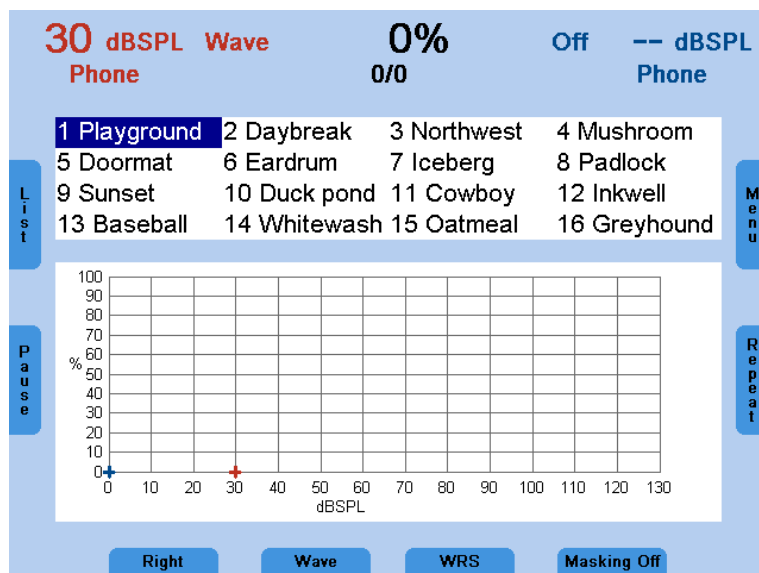 30 dBSPL Wave 0% Off -- dBSPL
Phone 0/0 Phone
1 Playground 2 Daybreak 3 Northwest 4 Mushroom
5 Doormat 6 Eardrum 7 Iceberg 8 Padlock
9 Sunset 10 Duck pond 11 Cowboy 12 Inkwell
13 Baseball 14 Whitewash 15 Oatmeal 16 Greyhound
List
Menu
Pause
Repeat
100
90
80
70
% 60
50
40
30
20
10
0
0 10 20 30 40 50 60 70 80 90 100 110 120 130
dBSPL
Right Wave WRS Masking Off